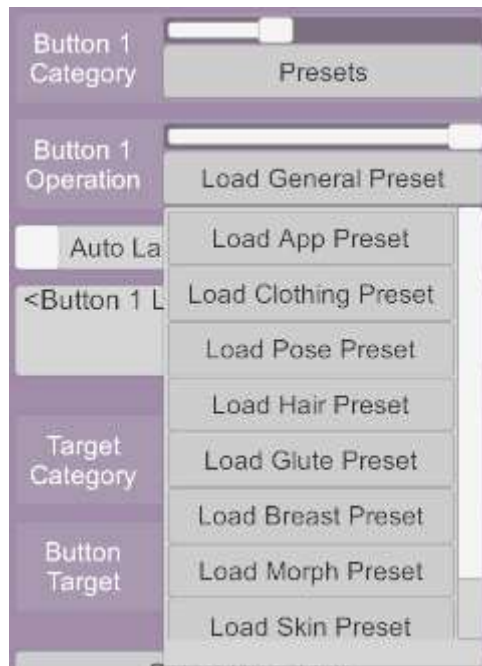 Button 1
Category
Presets
Button 1
Operation
Load General Preset
Load App Preset
Auto La
Load Clothing Preset
<Button 1 L
Load Pose Preset
Load Hair Preset
Target
Category
Load Glute Preset
Load Breast Preset
Button
Target
Load Morph Preset
Load Skin Preset